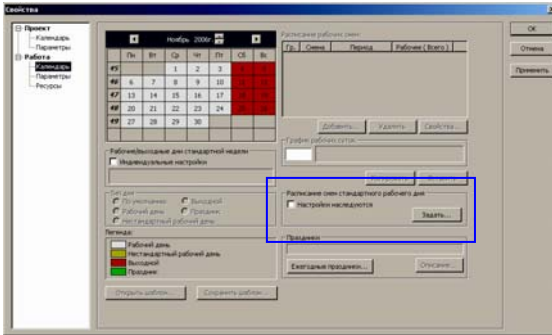 Свойства
Проект
Календарь
Параметры
Работа
Календарь
Параметры
Ресурсы
Ноябрь 2006г
Пн Вт Ср Чт Пт Сб Вс
45 1 2 3
46 6 7 8 9 10
47 13 14 15 16 17
48 20 21 22 23 24
49 27 28 29 30
Рабочие/выходные дни стандартной недели
Индивидуальные настройки
Тип дня
По умолчанию Выходной
Рабочий день Праздник
Нестандартный рабочий день
Легенда:
Рабочий день
Нестандартный рабочий день
Выходной
Праздник
Открыть шаблон... Сохранить шаблон...
Расписание рабочих смен:
Гр. Смена Период Рабочее ( Всего )
Добавить... Удалить Свойства...
График рабочих суток
Расписание смен стандартного рабочего дня
Настройки наследуются
Задать...
Праздники
Ежегодные праздники... Описание...
OK
Отмена
Применить